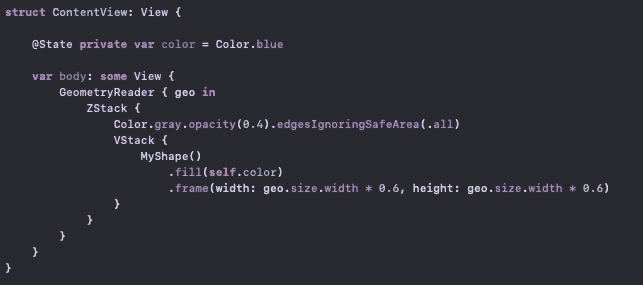 struct ContentView: View {
@State private var color = Color.blue
var body: some View {
GeometryReader { geo in
ZStack {
Color.gray.opacity(0.4).edgesIgnoringSafeArea(.all)
VStack {
MyShape()
.fill(self.color)
.frame(width: geo.size.width * 0.6, height: geo.size.width * 0.6)
}
}
}
}
}